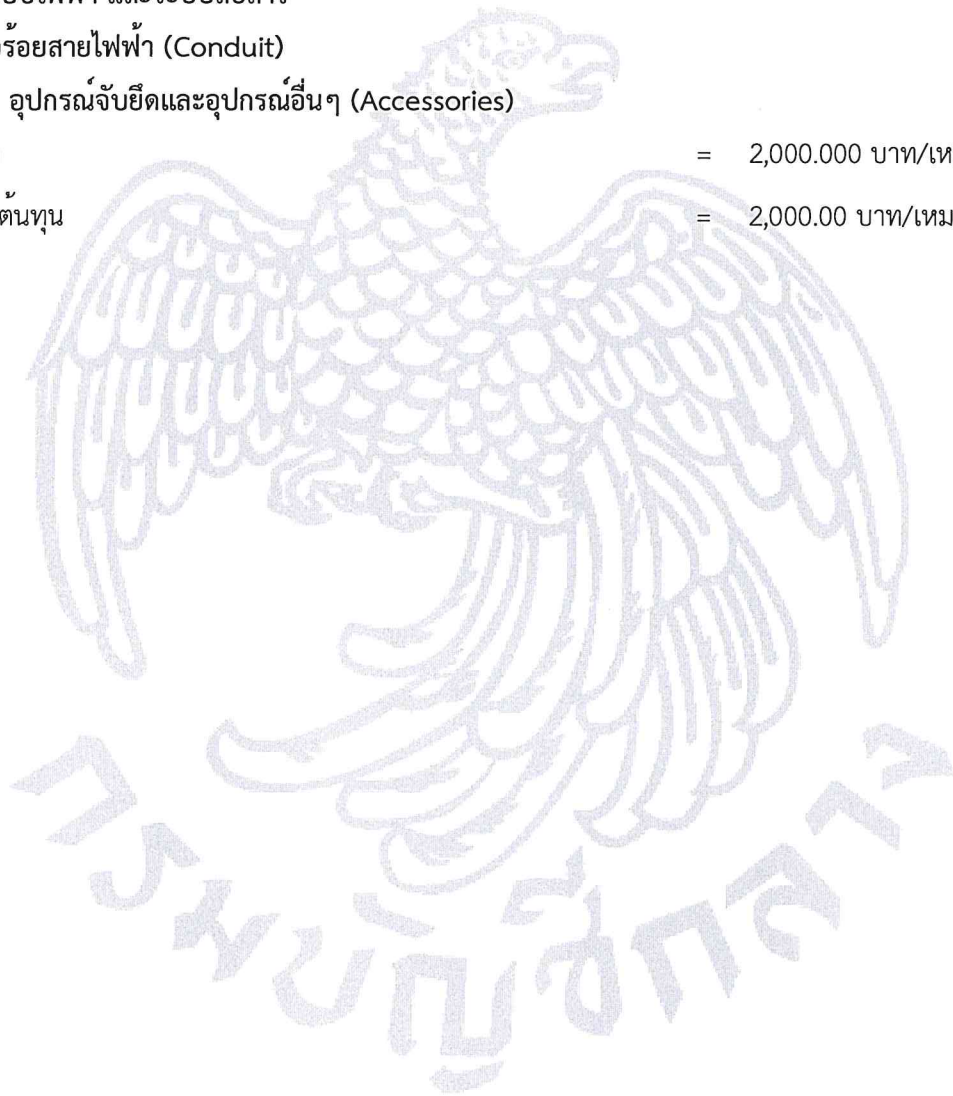 ร้อยสายไฟฟ้า (Conduit)
อุปกรณ์จับยึดและอุปกรณ์อื่นๆ (Accessories)
= 2,000.000 บาท/เห
ต้นทุน = 2,000.00 บาท/เหม
กรมบัญชีกลาง